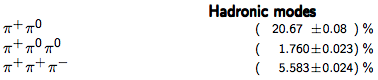 Hadronic modes
π⁺π⁰ ( 20.67 ±0.08 ) %
π⁺π⁰π⁰ ( 1.760±0.023) %
π⁺π⁺π⁻ ( 5.583±0.024) %